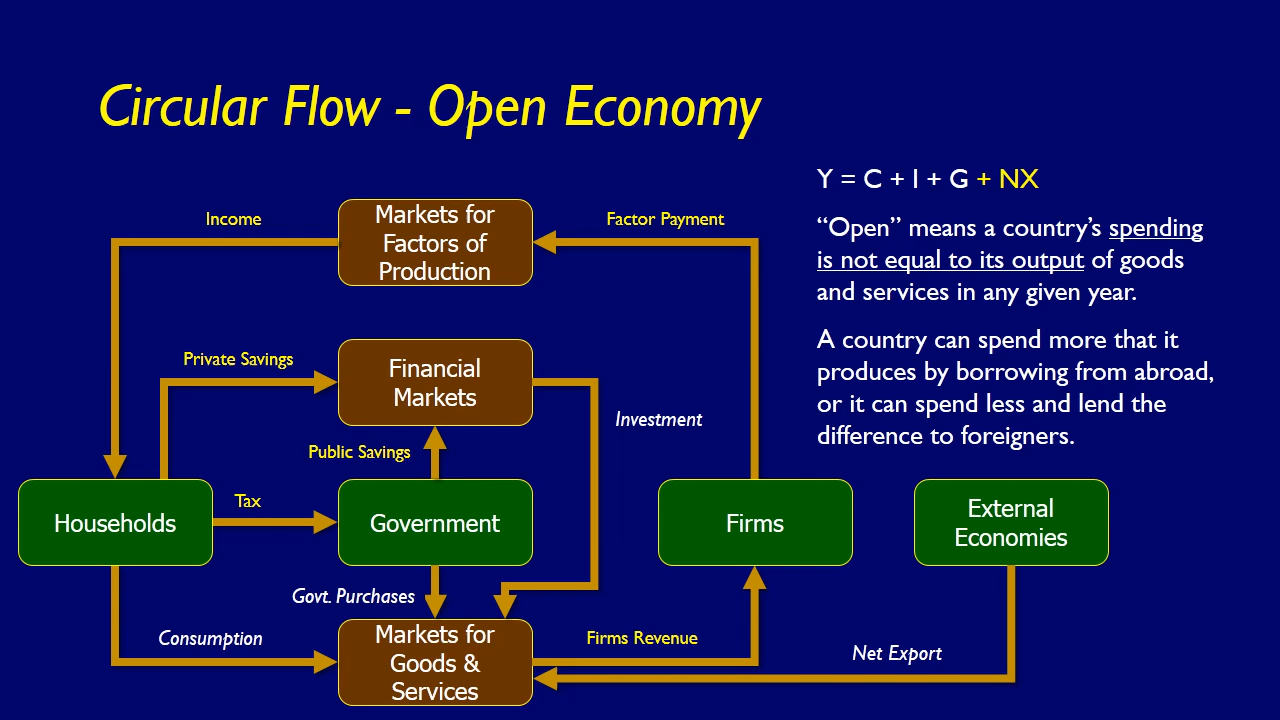 Circular Flow - Open Economy
Y = C + I + G + NX
“Open” means a country’s spending
is not equal to its output of goods
and services in any given year.
A country can spend more that it
produces by borrowing from abroad,
or it can spend less and lend the
difference to foreigners.
Income
Markets for
Factors of
Production
Factor Payment
Private Savings
Financial
Markets
Investment
Public Savings
Households
Tax
Government
Firms
External
Economies
Govt. Purchases
Consumption
Markets for
Goods &
Services
Firms Revenue
Net Export